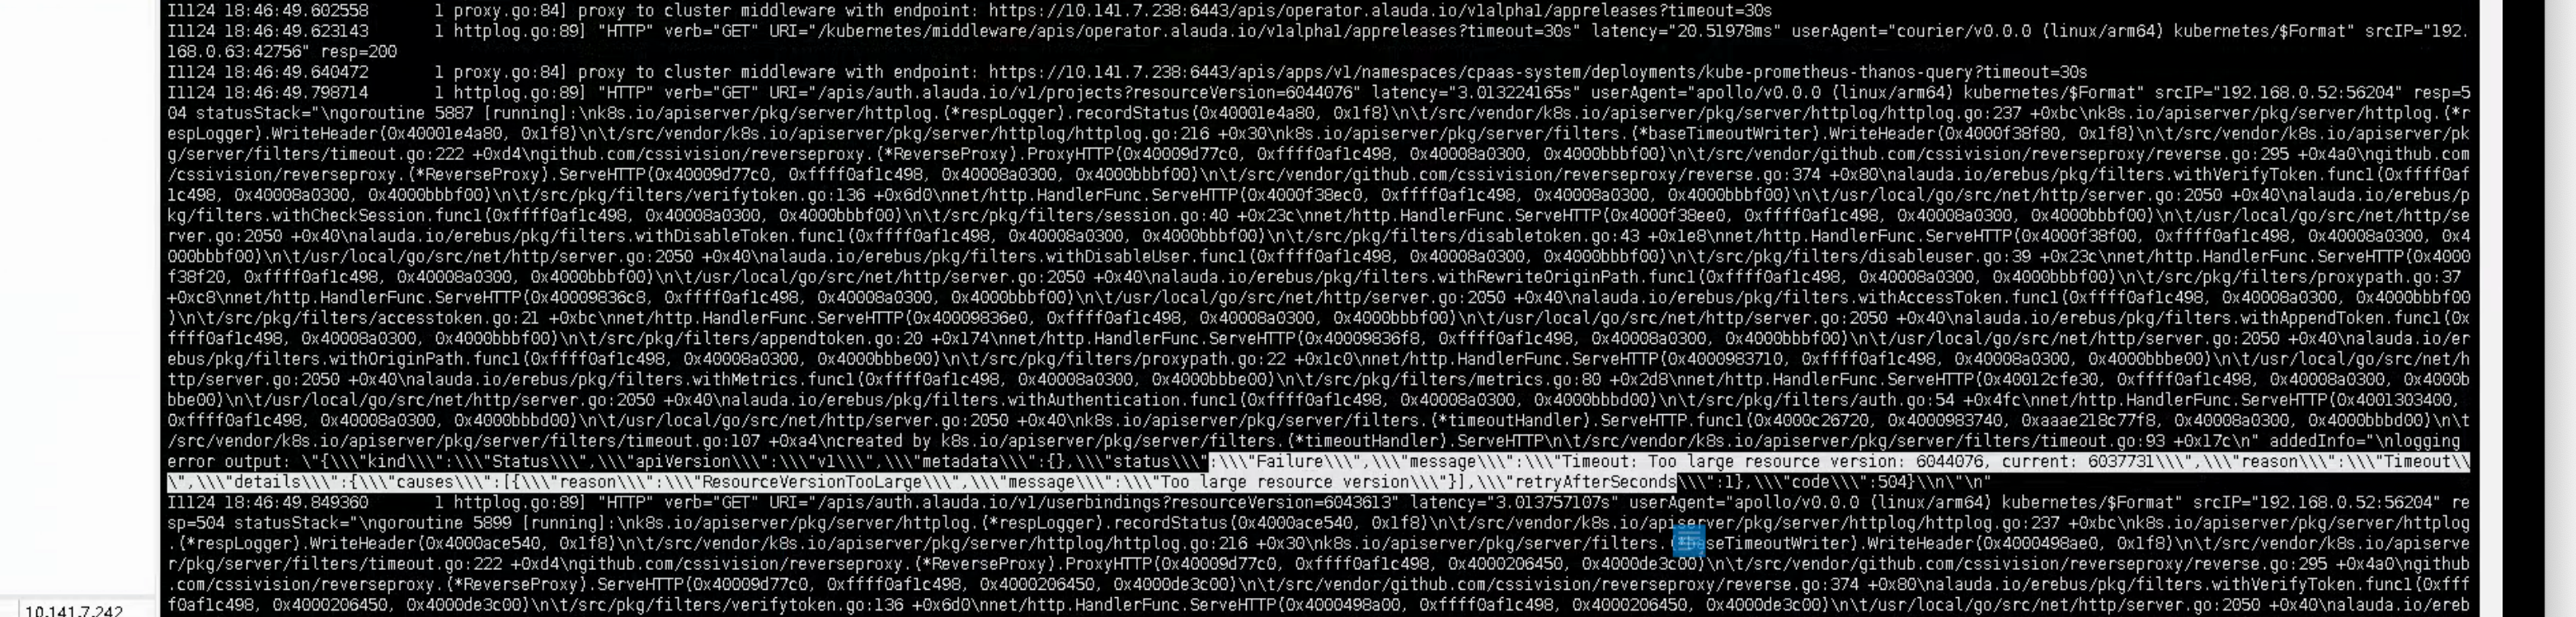 I1124 18:46:49.602558       1 proxy.go:84] proxy to cluster middleware with endpoint: https://10.141.7.238:6443/apis/operator.alauda.io/v1alpha1/appreleases?timeout=30s
I1124 18:46:49.623143       1 httplog.go:89] "HTTP" verb="GET" URI="/kubernetes/middleware/apis/operator.alauda.io/v1alpha1/appreleases?timeout=30s" latency="20.51978ms" userAgent="courier/v0.0.0 (linux/arm64) kubernetes/$Format" srcIP="192.
168.0.63:42756" resp=200
I1124 18:46:49.640472       1 proxy.go:84] proxy to cluster middleware with endpoint: https://10.141.7.238:6443/apis/apps/v1/namespaces/cpaas-system/deployments/kube-prometheus-thanos-query?timeout=30s
I1124 18:46:49.798714       1 httplog.go:89] "HTTP" verb="GET" URI="/apis/auth.alauda.io/v1/projects?resourceVersion=6044076" latency="3.013224165s" userAgent="apollo/v0.0.0 (linux/arm64) kubernetes/$Format" srcIP="192.168.0.52:56204" resp=5
04 statusStack="\ngoroutine 5887 [running]:\nk8s.io/apiserver/pkg/server/httplog.(*respLogger).recordStatus(0x40001e4a80, 0x1f8)\n\t/src/vendor/k8s.io/apiserver/pkg/server/httplog/httplog.go:237 +0xbc\nk8s.io/apiserver/pkg/server/httplog.(*r
espLogger).WriteHeader(0x40001e4a80, 0x1f8)\n\t/src/vendor/k8s.io/apiserver/pkg/server/httplog/httplog.go:216 +0x30\nk8s.io/apiserver/pkg/server/filters.(*baseTimeoutWriter).WriteHeader(0x4000f38f80, 0x1f8)\n\t/src/vendor/k8s.io/apiserver/pk
g/server/filters/timeout.go:222 +0xd4\ngithub.com/cssivision/reverseproxy.(*ReverseProxy).ProxyHTTP(0x40009d77c0, 0xffff0af1c498, 0x40008a0300, 0x4000bbbf00)\n\t/src/vendor/github.com/cssivision/reverseproxy/reverse.go:295 +0x4a0\ngithub.com
/cssivision/reverseproxy.(*ReverseProxy).ServeHTTP(0x40009d77c0, 0xffff0af1c498, 0x40008a0300, 0x4000bbbf00)\n\t/src/vendor/github.com/cssivision/reverseproxy/reverse.go:374 +0x80\nalauda.io/erebus/pkg/filters.withVerifyToken.func1(0xffff0af
1c498, 0x40008a0300, 0x4000bbbf00)\n\t/src/pkg/filters/verifytoken.go:136 +0x6d0\nnet/http.HandlerFunc.ServeHTTP(0x4000f38ec0, 0xffff0af1c498, 0x40008a0300, 0x4000bbbf00)\n\t/usr/local/go/src/net/http/server.go:2050 +0x40\nalauda.io/erebus/p
kg/filters.withCheckSession.func1(0xffff0af1c498, 0x40008a0300, 0x4000bbbf00)\n\t/src/pkg/filters/session.go:40 +0x23c\nnet/http.HandlerFunc.ServeHTTP(0x4000f38ee0, 0xffff0af1c498, 0x40008a0300, 0x4000bbbf00)\n\t/usr/local/go/src/net/http/se
rver.go:2050 +0x40\nalauda.io/erebus/pkg/filters.withDisableToken.func1(0xffff0af1c498, 0x40008a0300, 0x4000bbbf00)\n\t/src/pkg/filters/disabletoken.go:43 +0x1e8\nnet/http.HandlerFunc.ServeHTTP(0x4000f38f00, 0xffff0af1c498, 0x40008a0300, 0x4
000bbbf00)\n\t/usr/local/go/src/net/http/server.go:2050 +0x40\nalauda.io/erebus/pkg/filters.withDisableUser.func1(0xffff0af1c498, 0x40008a0300, 0x4000bbbf00)\n\t/src/pkg/filters/disableuser.go:39 +0x23c\nnet/http.HandlerFunc.ServeHTTP(0x4000
f38f20, 0xffff0af1c498, 0x40008a0300, 0x4000bbbf00)\n\t/usr/local/go/src/net/http/server.go:2050 +0x40\nalauda.io/erebus/pkg/filters.withRewriteOriginPath.func1(0xffff0af1c498, 0x40008a0300, 0x4000bbbf00)\n\t/src/pkg/filters/proxypath.go:37
+0xc8\nnet/http.HandlerFunc.ServeHTTP(0x40009836c8, 0xffff0af1c498, 0x40008a0300, 0x4000bbbf00)\n\t/usr/local/go/src/net/http/server.go:2050 +0x40\nalauda.io/erebus/pkg/filters.withAccessToken.func1(0xffff0af1c498, 0x40008a0300, 0x4000bbbf00
)\n\t/src/pkg/filters/accesstoken.go:21 +0xbc\nnet/http.HandlerFunc.ServeHTTP(0x40009836e0, 0xffff0af1c498, 0x40008a0300, 0x4000bbbf00)\n\t/usr/local/go/src/net/http/server.go:2050 +0x40\nalauda.io/erebus/pkg/filters.withAppendToken.func1(0x
ffff0af1c498, 0x40008a0300, 0x4000bbbf00)\n\t/src/pkg/filters/appendtoken.go:20 +0x174\nnet/http.HandlerFunc.ServeHTTP(0x40009836f8, 0xffff0af1c498, 0x40008a0300, 0x4000bbbf00)\n\t/usr/local/go/src/net/http/server.go:2050 +0x40\nalauda.io/er
ebus/pkg/filters.withOriginPath.func1(0xffff0af1c498, 0x40008a0300, 0x4000bbbe00)\n\t/src/pkg/filters/proxypath.go:22 +0x1c0\nnet/http.HandlerFunc.ServeHTTP(0x4000983710, 0xffff0af1c498, 0x40008a0300, 0x4000bbbe00)\n\t/usr/local/go/src/net/h
ttp/server.go:2050 +0x40\nalauda.io/erebus/pkg/filters.withMetrics.func1(0xffff0af1c498, 0x40008a0300, 0x4000bbbe00)\n\t/src/pkg/filters/metrics.go:80 +0x2d8\nnet/http.HandlerFunc.ServeHTTP(0x40012cfe30, 0xffff0af1c498, 0x40008a0300, 0x4000b
bbe00)\n\t/usr/local/go/src/net/http/server.go:2050 +0x40\nalauda.io/erebus/pkg/filters.withAuthentication.func1(0xffff0af1c498, 0x40008a0300, 0x4000bbbd00)\n\t/src/pkg/filters/auth.go:54 +0x4fc\nnet/http.HandlerFunc.ServeHTTP(0x4001303400,
0xffff0af1c498, 0x40008a0300, 0x4000bbbd00)\n\t/usr/local/go/src/net/http/server.go:2050 +0x40\nk8s.io/apiserver/pkg/server/filters.(*timeoutHandler).ServeHTTP.func1(0x4000c26720, 0x4000983740, 0xaaae218c77f8, 0x40008a0300, 0x4000bbbd00)\n\t
/src/vendor/k8s.io/apiserver/pkg/server/filters/timeout.go:107 +0xa4\ncreated by k8s.io/apiserver/pkg/server/filters.(*timeoutHandler).ServeHTTP\n\t/src/vendor/k8s.io/apiserver/pkg/server/filters/timeout.go:93 +0x17c\n" addedInfo="\nlogging
error output: \"{\\\"kind\\\":\\\"Status\\\",\\\"apiVersion\\\":\\\"v1\\\",\\\"metadata\\\":{},\\\"status\\\":\\\"Failure\\\",\\\"message\\\":\\\"Timeout: Too large resource version: 6044076, current: 6037731\\\",\\\"reason\\\":\\\"Timeout\\
\",\\\"details\\\":{\\\"causes\\\":[{\\\"reason\\\":\\\"ResourceVersionTooLarge\\\",\\\"message\\\":\\\"Too large resource version\\\"}],\\\"retryAfterSeconds\\\":1},\\\"code\\\":504}\\n\"\n"
I1124 18:46:49.849360       1 httplog.go:89] "HTTP" verb="GET" URI="/apis/auth.alauda.io/v1/userbindings?resourceVersion=6043613" latency="3.013757107s" userAgent="apollo/v0.0.0 (linux/arm64) kubernetes/$Format" srcIP="192.168.0.52:56204" re
sp=504 statusStack="\ngoroutine 5899 [running]:\nk8s.io/apiserver/pkg/server/httplog.(*respLogger).recordStatus(0x4000ace540, 0x1f8)\n\t/src/vendor/k8s.io/apiserver/pkg/server/httplog/httplog.go:237 +0xbc\nk8s.io/apiserver/pkg/server/httplog
.(*respLogger).WriteHeader(0x4000ace540, 0x1f8)\n\t/src/vendor/k8s.io/apiserver/pkg/server/httplog/httplog.go:216 +0x30\nk8s.io/apiserver/pkg/server/filters.(*baseTimeoutWriter).WriteHeader(0x4000498ae0, 0x1f8)\n\t/src/vendor/k8s.io/apiserve
r/pkg/server/filters/timeout.go:222 +0xd4\ngithub.com/cssivision/reverseproxy.(*ReverseProxy).ProxyHTTP(0x40009d77c0, 0xffff0af1c498, 0x4000206450, 0x4000de3c00)\n\t/src/vendor/github.com/cssivision/reverseproxy/reverse.go:295 +0x4a0\ngithub
.com/cssivision/reverseproxy.(*ReverseProxy).ServeHTTP(0x40009d77c0, 0xffff0af1c498, 0x4000206450, 0x4000de3c00)\n\t/src/vendor/github.com/cssivision/reverseproxy/reverse.go:374 +0x80\nalauda.io/erebus/pkg/filters.withVerifyToken.func1(0xfff
f0af1c498, 0x4000206450, 0x4000de3c00)\n\t/src/pkg/filters/verifytoken.go:136 +0x6d0\nnet/http.HandlerFunc.ServeHTTP(0x4000498a00, 0xffff0af1c498, 0x4000206450, 0x4000de3c00)\n\t/usr/local/go/src/net/http/server.go:2050 +0x40\nalauda.io/ereb
10.141.7.242